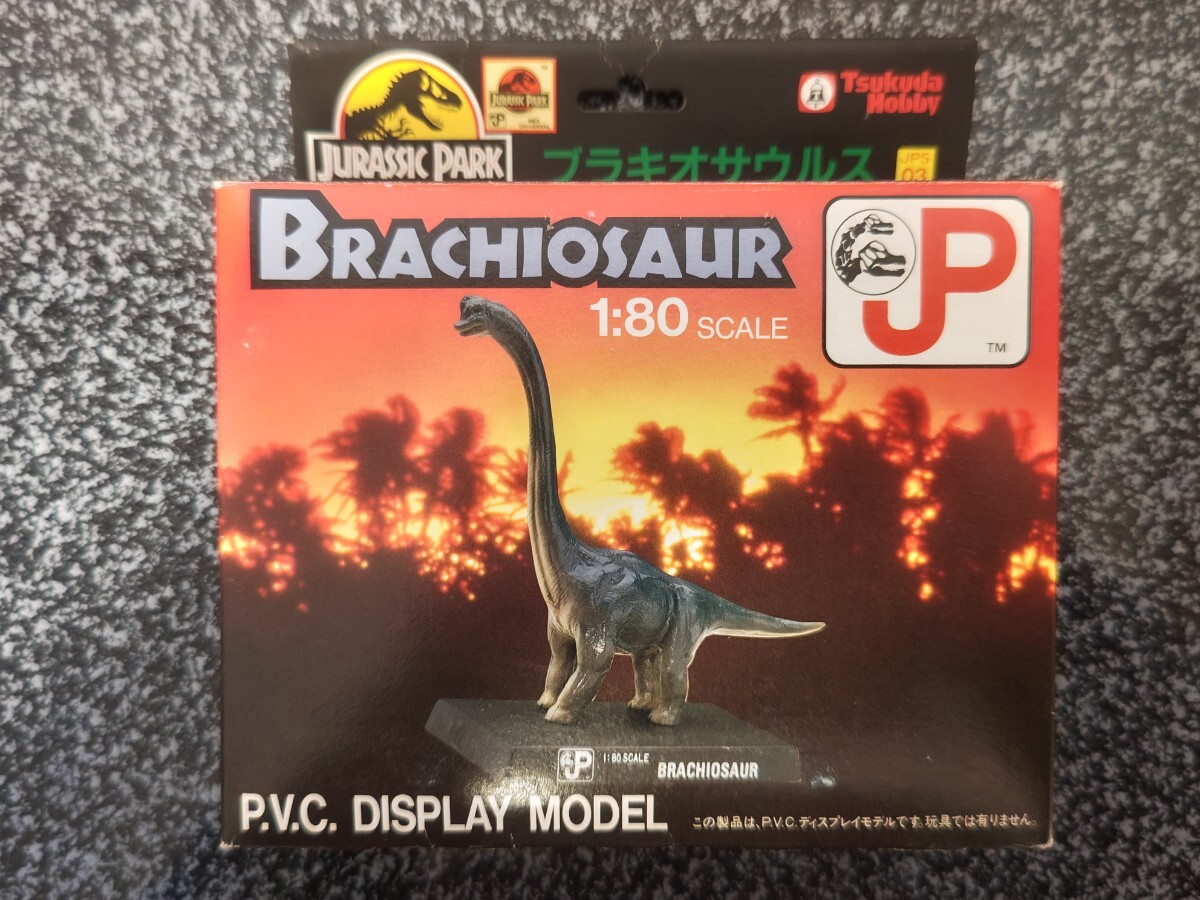 JURASSIC PARK
JURASSIC PARK
JP
Tsukuda
Hobby
ブラキオサウルス
JPS
03
BRACHIOSAUR
1:80 SCALE
JP
TM
JP
1:80 SCALE BRACHIOSAUR
P.V.C. DISPLAY MODEL
この製品は、P.V.C.ディスプレイモデルです。玩具では有りません。